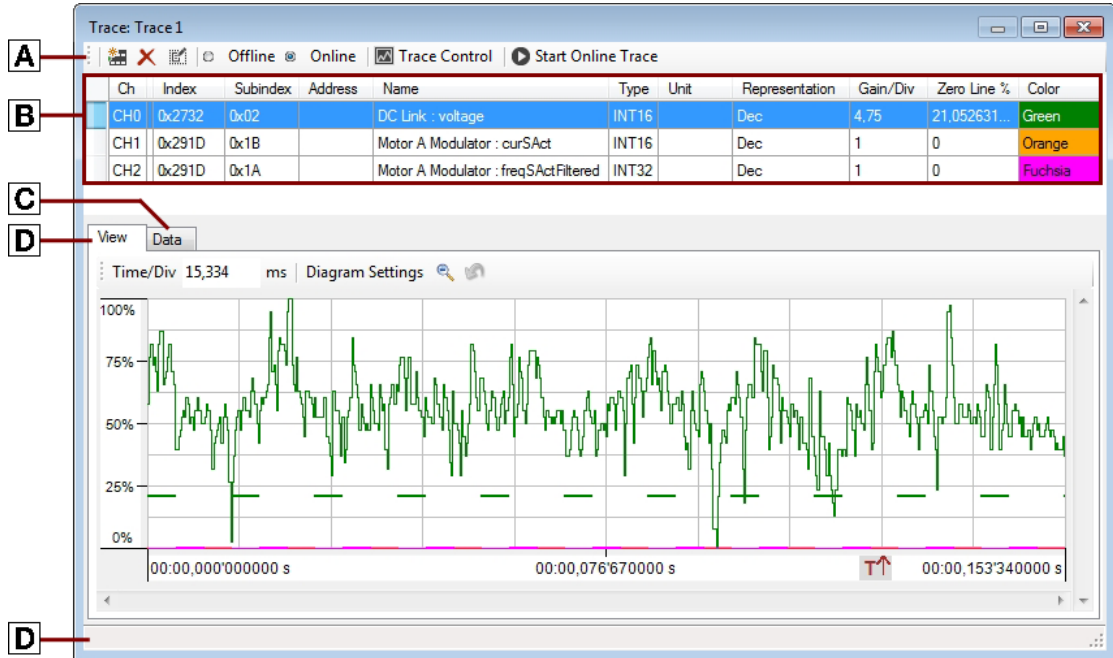 Trace: Trace 1
A
Offline Online Trace Control Start Online Trace
Ch Index Subindex Address Name Type Unit Representation Gain/Div Zero Line % Color
B
CH0 0x2732 0x02 DC Link : voltage INT16 Dec 4,75 21,052631... Green
CH1 0x291D 0x1B Motor A Modulator : curSAct INT16 Dec 1 0 Orange
CH2 0x291D 0x1A Motor A Modulator : freqSActFiltered INT32 Dec 1 0 Fuchsia
C
D
View Data
Time/Div 15,334 ms Diagram Settings
100%
75%
50%
25%
0%
00:00,000'000000 s 00:00,076'670000 s T 00:00,153'340000 s
D